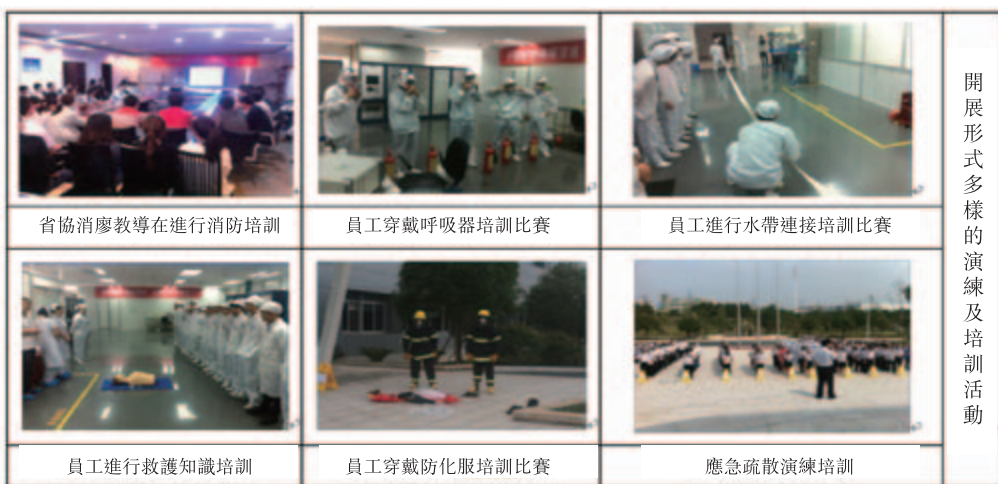 省協消廖教導在進行消防培訓
員工穿戴呼吸器培訓比賽
員工進行水帶連接培訓比賽
員工進行救護知識培訓
員工穿戴防化服培訓比賽
應急疏散演練培訓
開展形式多樣的演練及培訓活動